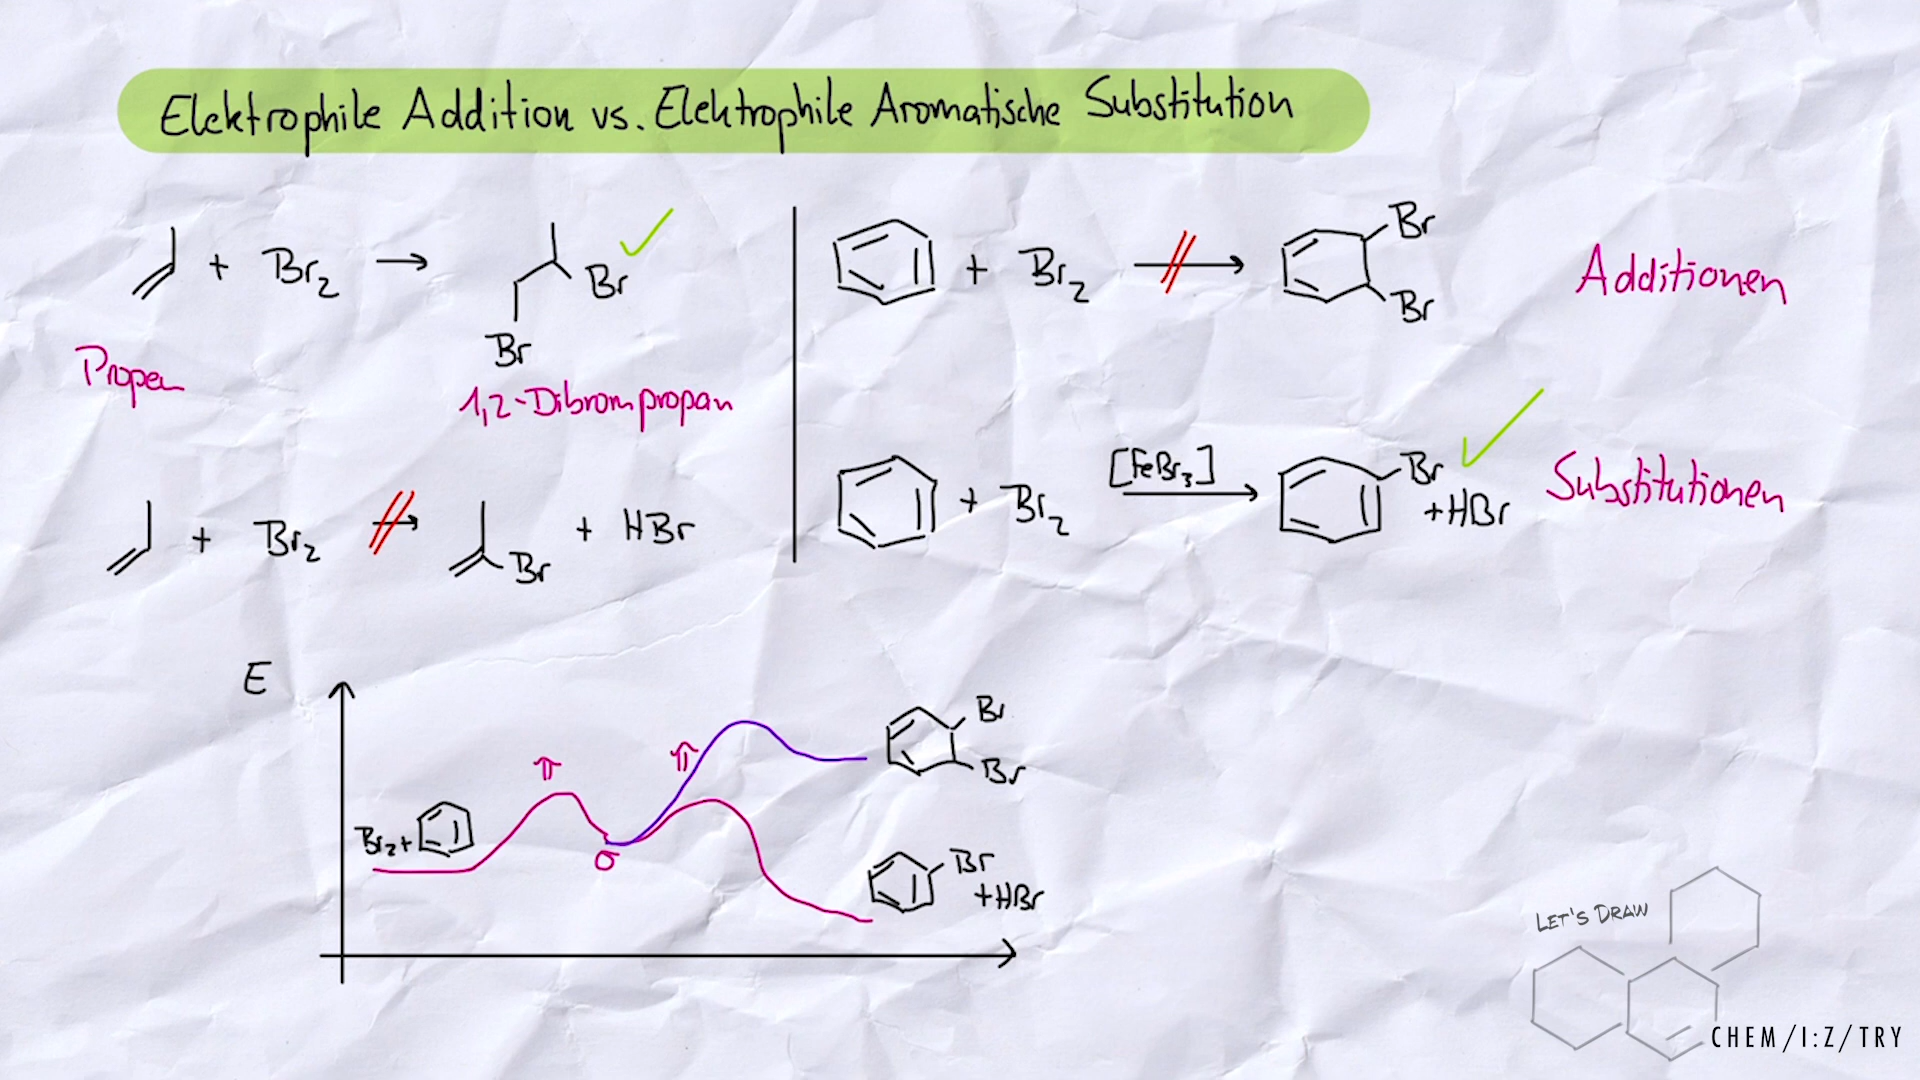 Elektrophile Addition vs. Elektrophile Aromatische Substitution
+ Br₂ → Br Br
Propen
1,2-Dibrompropan
+ Br₂ → Br + HBr
+ Br₂ → Br Br
Additionen
+ Br₂ [FeBr₃] → Br + HBr
Substitutionen
E
π
π
σ
Br₂ +
Br
Br
Br
+ HBr
LET'S DRAW
CHEM/I:Z/TRY